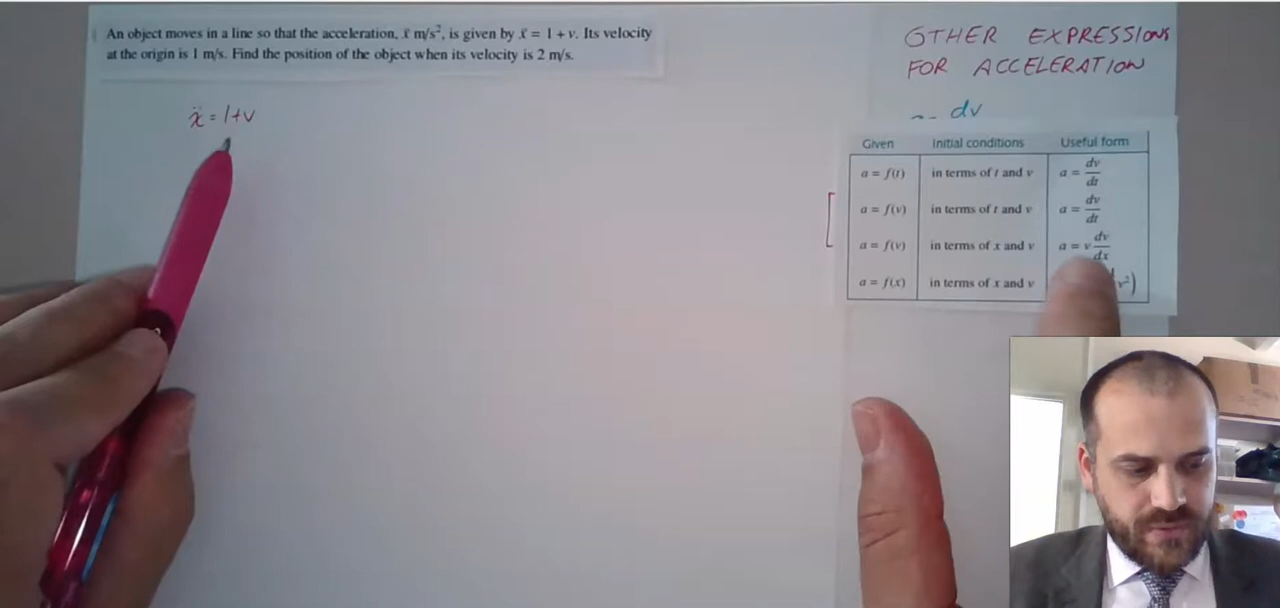 An object moves in a line so that the acceleration, ẍ m/s², is given by ẍ = 1 + v. Its velocity
at the origin is 1 m/s. Find the position of the object when its velocity is 2 m/s.
OTHER EXPRESSIONS
FOR ACCELERATION
ẍ = 1+v
dv
Given Initial conditions Useful form
a = f(t) in terms of t and v a = dv/dt
a = f(v) in terms of t and v a = dv/dt
a = f(v) in terms of x and v a = v dv/dx
a = f(x) in terms of x and v v²)